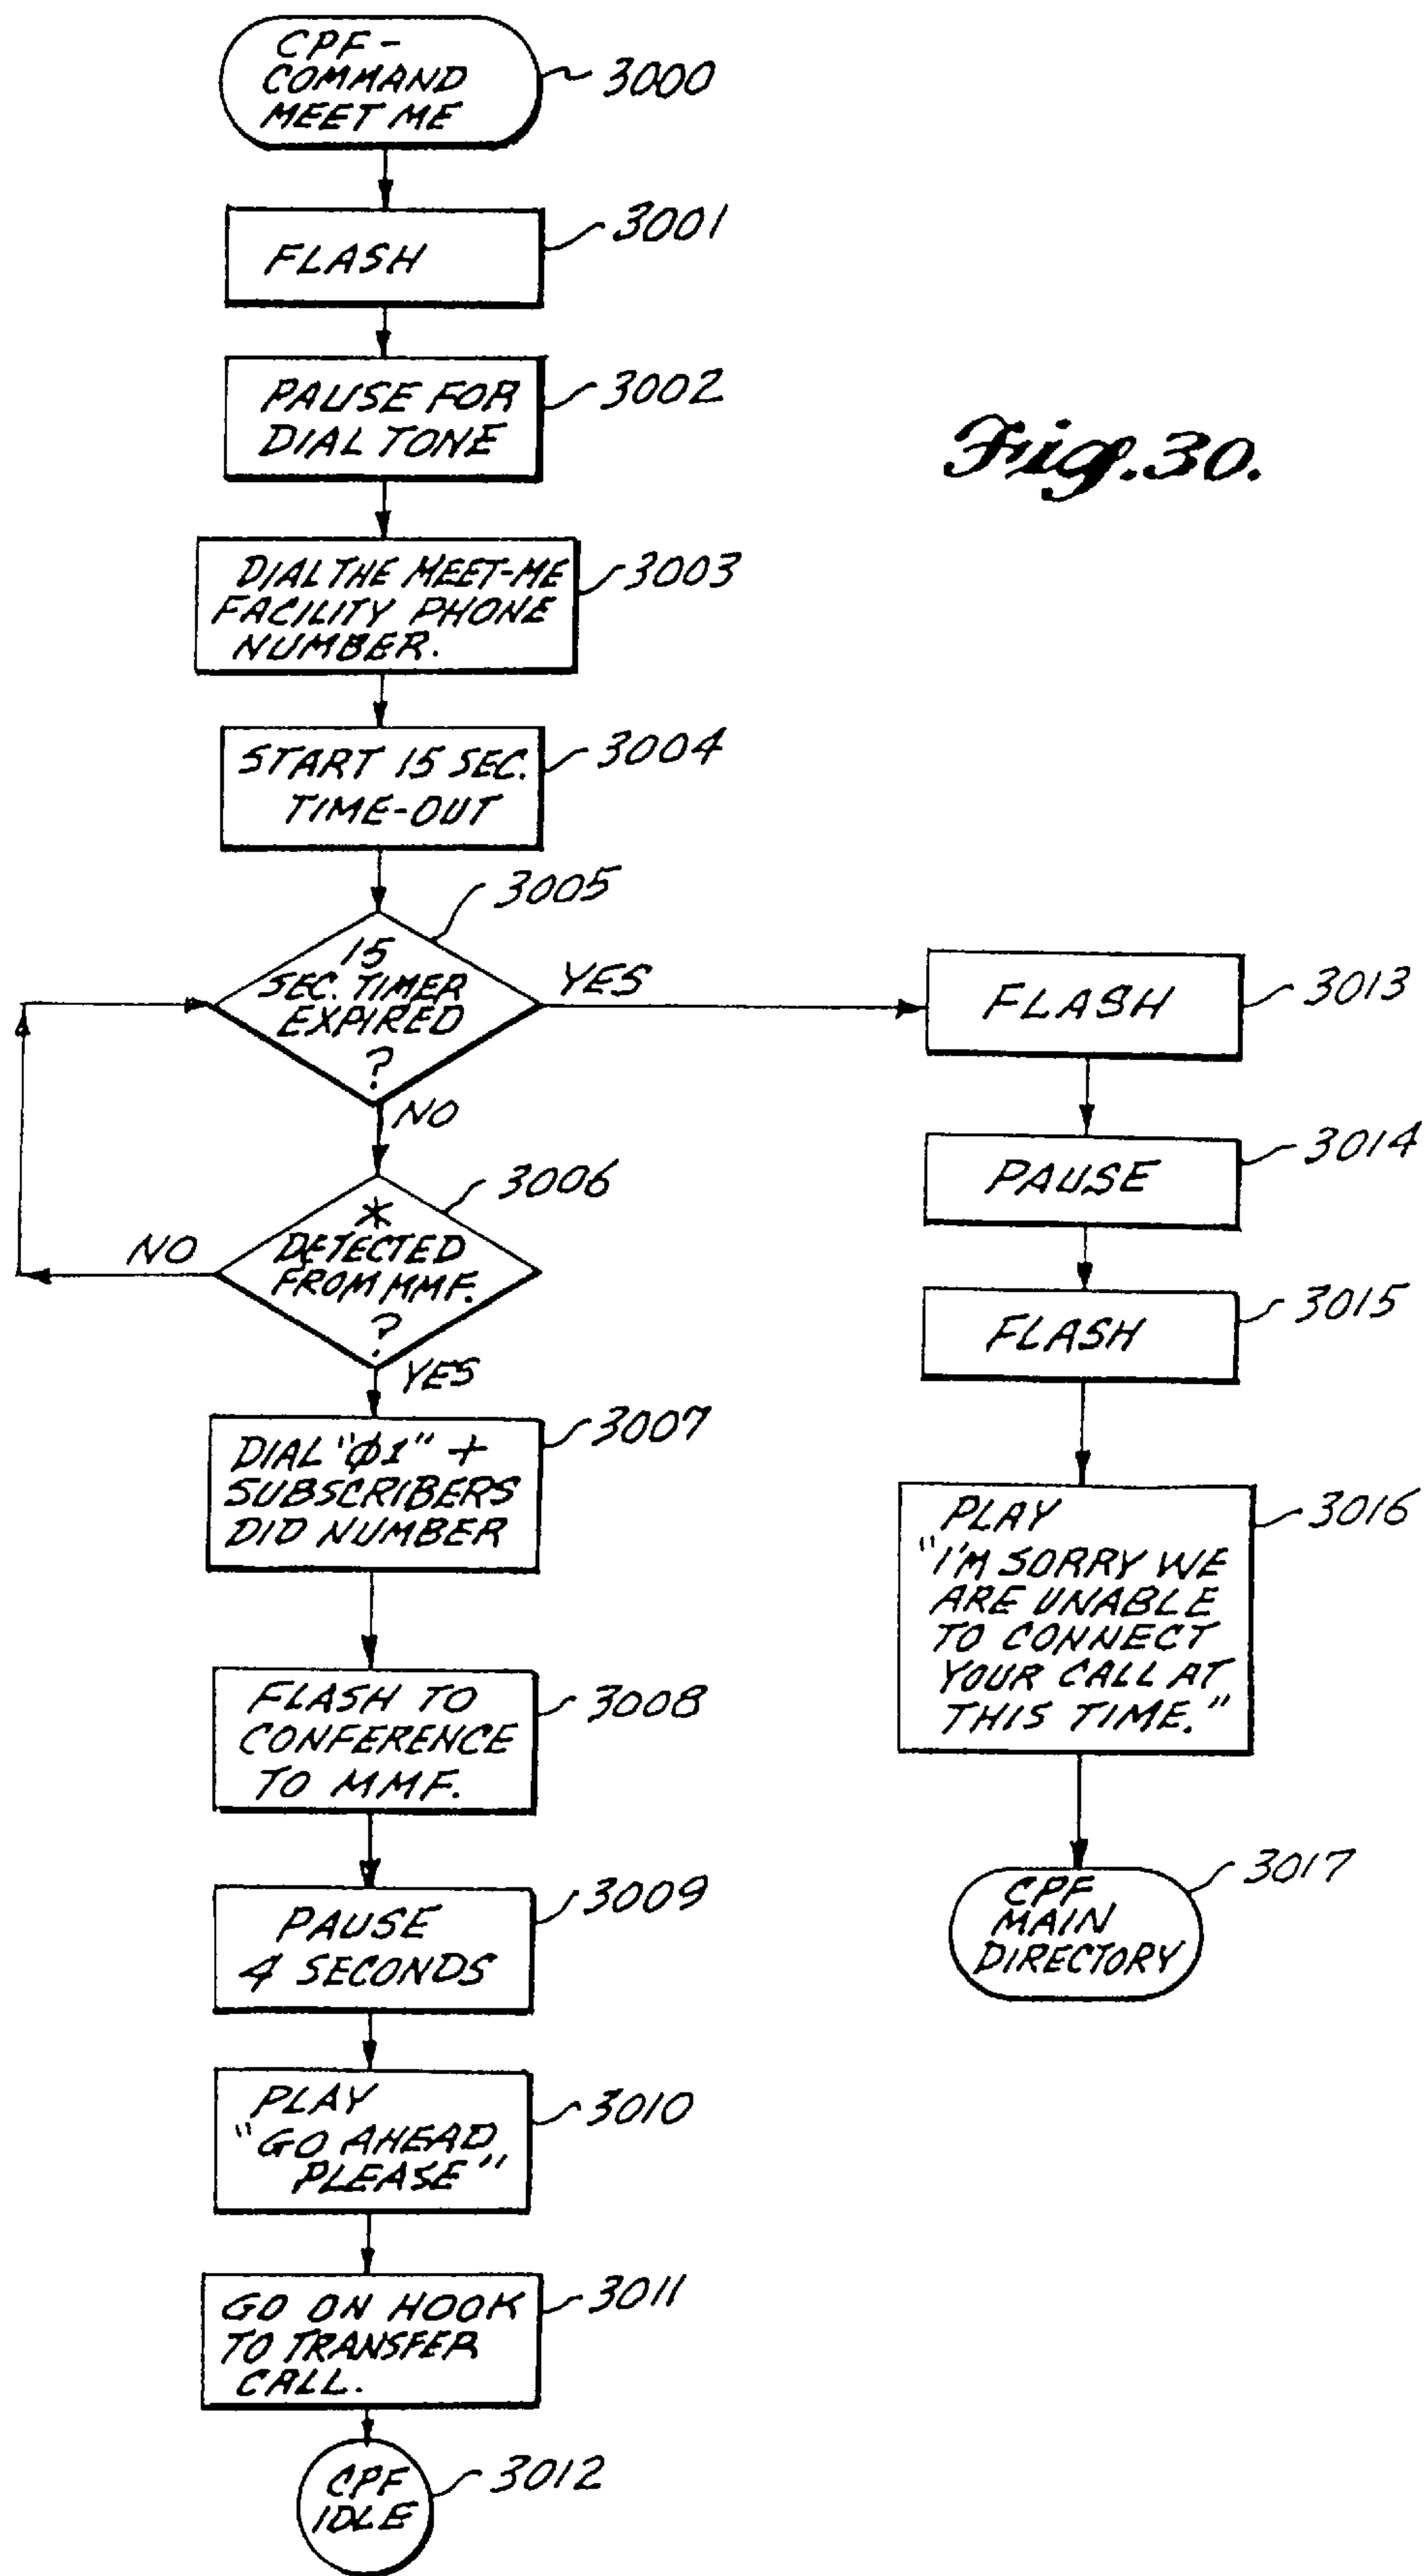 CPF -
COMMAND
MEET ME
3000
FLASH
3001
PAUSE FOR
DIAL TONE
3002
Fig. 30.
DIAL THE MEET-ME
FACILITY PHONE
NUMBER.
3003
START 15 SEC.
TIME-OUT
3004
3005
15
SEC. TIMER
EXPIRED
?
YES
NO
3006
*
DETECTED
FROM MMF.
?
NO
YES
DIAL "Ø1" +
SUBSCRIBERS
DID NUMBER
3007
FLASH TO
CONFERENCE
TO MMF.
3008
PAUSE
4 SECONDS
3009
PLAY
"GO AHEAD
PLEASE"
3010
GO ON HOOK
TO TRANSFER
CALL.
3011
CPF
IDLE
3012
FLASH
3013
PAUSE
3014
FLASH
3015
PLAY
"I'M SORRY WE
ARE UNABLE
TO CONNECT
YOUR CALL AT
THIS TIME."
3016
CPF
MAIN
DIRECTORY
3017